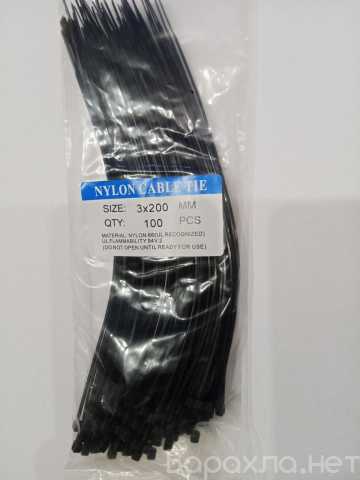 NYLON CABLE TIE
SIZE: 3x200 MM
QTY: 100 PCS
MATERIAL: NYLON 66(UL RECOGNIZED)
UL FLAMMABILITY 94V-2
(DO NOT OPEN UNTIL READY FOR USE)
барахла.нет